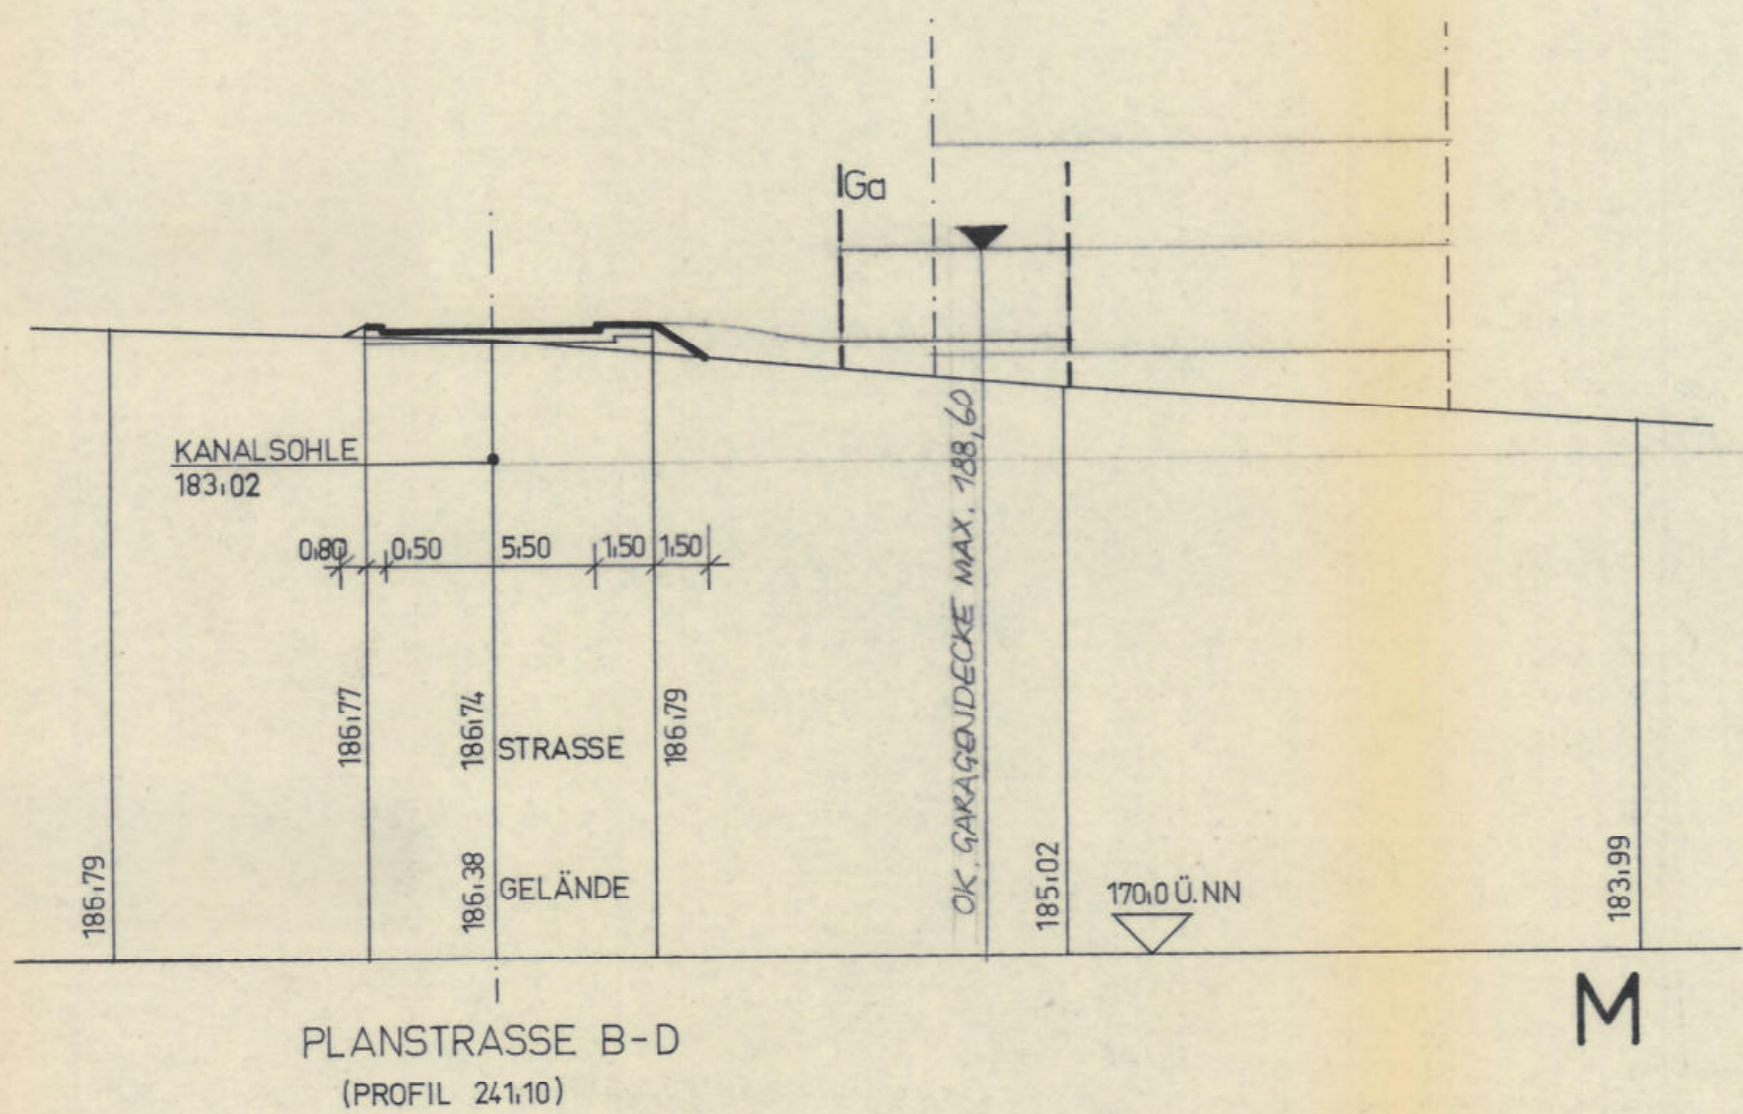 Ga
KANALSOHLE
183,02
0,80 0,50 5,50 1,50 1,50
OK. GARAGENDECKE MAX. 188,60
186,77
186,74
STRASSE
186,79
186,79
186,38
GELÄNDE
185,02
170,0 Ü.NN
183,99
M
PLANSTRASSE B-D
(PROFIL 241,10)